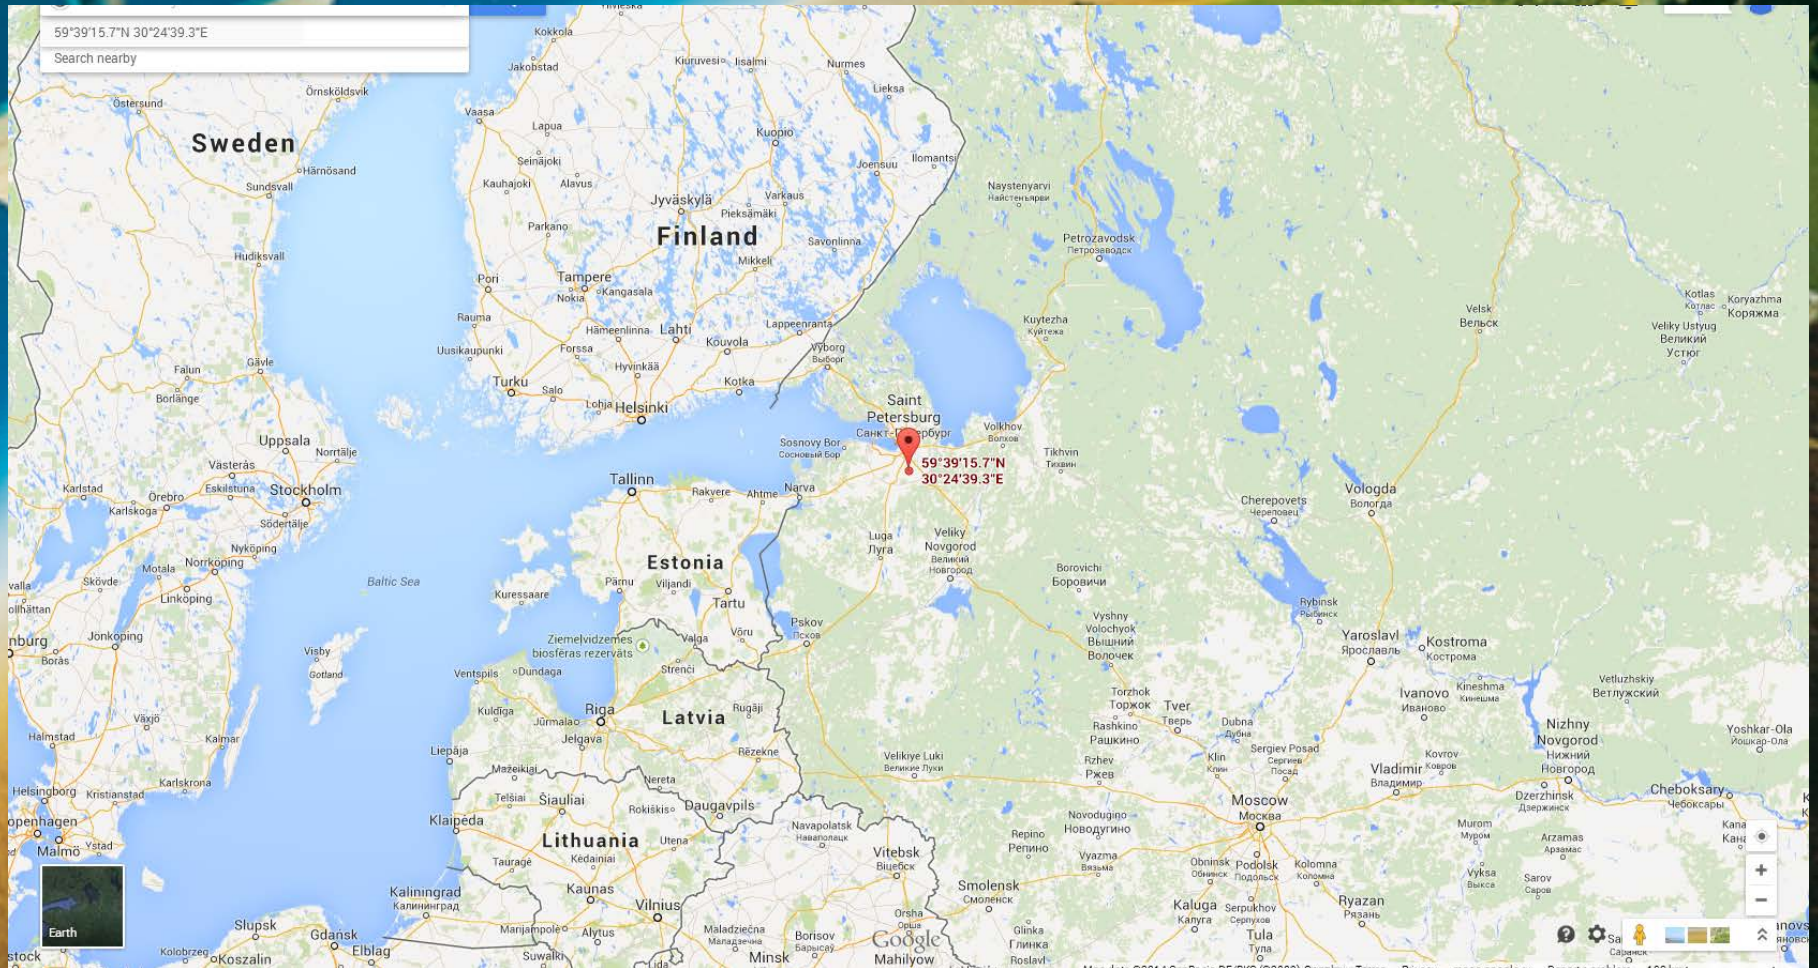 59°39'15.7"N 30°24'39.3"E
Search nearby
Kokkola
Jakobstad
Kiuruvesi
Iisalmi
Nurmes
Lieksa
Örnsköldsvik
Östersund
Vaasa
Lapua
Kuopio
Sweden
Seinäjoki
Joensuu
Ilomantsi
Härnösand
Sundsvall
Kauhajoki
Alavus
Jyväskylä
Varkaus
Pieksämäki
Naystenyarvi
Найстенъярви
Parkano
Finland
Savonlinna
Petrozavodsk
Петрозаводск
Hudiksvall
Mikkeli
Pori
Tampere
Nokia
Kangasala
Kotlas
Котлас
Koryazhma
Коряжма
Velsk
Вельск
Rauma
Hämeenlinna
Lahti
Lappeenranta
Kuytezha
Куйтежа
Veliky Ustyug
Великий
Устюг
Uusikaupunki
Forssa
Kouvola
Vyborg
Выборг
Gävle
Falun
Hyvinkää
Borlänge
Turku
Salo
Kotka
Lohja
Helsinki
Saint
Petersburg
Volkhov
Волхов
Uppsala
Norrtälje
Sosnovy Bor
Сосновый Бор
Tikhvin
Тихвин
59°39'15.7"N
30°24'39.3"E
Västerås
Karlstad
Örebro
Eskilstuna
Stockholm
Karlskoga
Södertälje
Tallinn
Rakvere
Ahtme
Narva
Cherepovets
Череповец
Vologda
Вологда
Nyköping
Norrköping
Motala
Skövde
Linköping
Baltic Sea
Estonia
Luga
Луга
Veliky
Novgorod
Великий
Новгород
Borovichi
Боровичи
Kuressaare
Pärnu
Viljandi
Tartu
Rybinsk
Рыбинск
Jönköping
Borås
Visby
Gotland
Ziemeļvidzemes
biosfēras rezervāts
Valga
Võru
Pskov
Псков
Vyshny
Volochyok
Вышний
Волочек
Yaroslavl
Ярославль
Kostroma
Кострома
Ventspils
Dundaga
Strenči
Växjö
Kuldīga
Jūrmala
Riga
Jelgava
Latvia
Rugāji
Torzhok
Торжок
Tver
Тверь
Ivanovo
Иваново
Kineshma
Кинешма
Vetluzhskiy
Ветлужский
Halmstad
Kalmar
Liepāja
Mažeikiai
Rēzekne
Velikiye Luki
Великие Луки
Rashkino
Рашкино
Dubna
Дубна
Nizhny
Novgorod
Нижний
Новгород
Yoshkar-Ola
Йошкар-Ола
Helsingborg
Kristianstad
Karlskrona
Nereta
Rzhev
Ржев
Klin
Клин
Sergiev Posad
Сергиев
Посад
Vladimir
Владимир
Kovrov
Ковров
Telšiai
Šiauliai
Rokiškis
Daugavpils
Dzerzhinsk
Дзержинск
Cheboksary
Чебоксары
Malmö
Ystad
Klaipėda
Lithuania
Utena
Navapolatsk
Наваполацк
Moscow
Москва
Novodugino
Новодугино
Repino
Репино
Murom
Муром
Arzamas
Арзамас
Tauragė
Kėdainiai
Vitebsk
Віцебск
Vyazma
Вязьма
Obninsk
Обнинск
Podolsk
Подольск
Kolomna
Коломна
Vyksa
Выкса
Sarov
Саров
Kaliningrad
Калининград
Kaunas
Vilnius
Smolensk
Смоленск
Kaluga
Калуга
Serpukhov
Серпухов
Ryazan
Рязань
Earth
Słupsk
Gdańsk
Elbląg
Kołobrzeg
Koszalin
Marijampolė
Alytus
Suwałki
Lida
Maladziečna
Маладзечна
Borisov
Барысаў
Minsk
Orsha
Орша
Google
Mahilyow
Glinka
Глинка
Roslavl
Tula
Тула